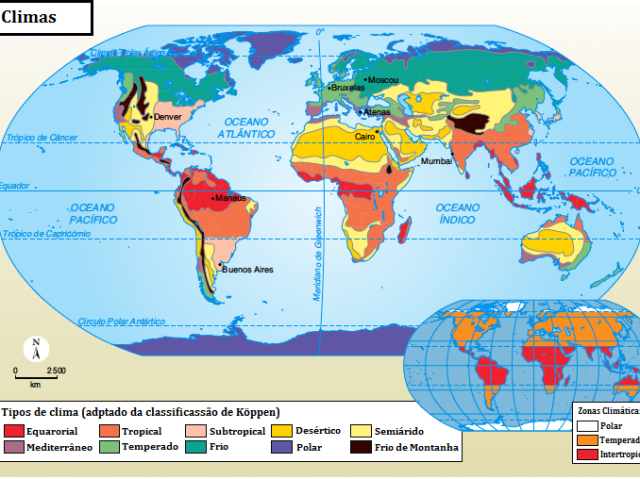 Climas
Círculo Polar Ártico
0°
Moscou
Bruxelas
Denver
Atenas
OCEANO
ATLÂNTICO
Cairo
Trópico de Câncer
Mumbai
OCEANO
PACÍFICO
Equador
Manaus
OCEANO
PACÍFICO
OCEANO
ÍNDICO
Trópico de Capricórnio
Meridiano de Greenwich
Buenos Aires
Círculo Polar Antártico
N
0 2 500
km
Tipos de clima (adptado da classificassão de Köppen)
Equarorial Tropical Subtropical Desértico Semiárido
Mediterrâneo Temperado Frio Polar Frio de Montanha
Zonas Climática
Polar
Temperad
Intertropi